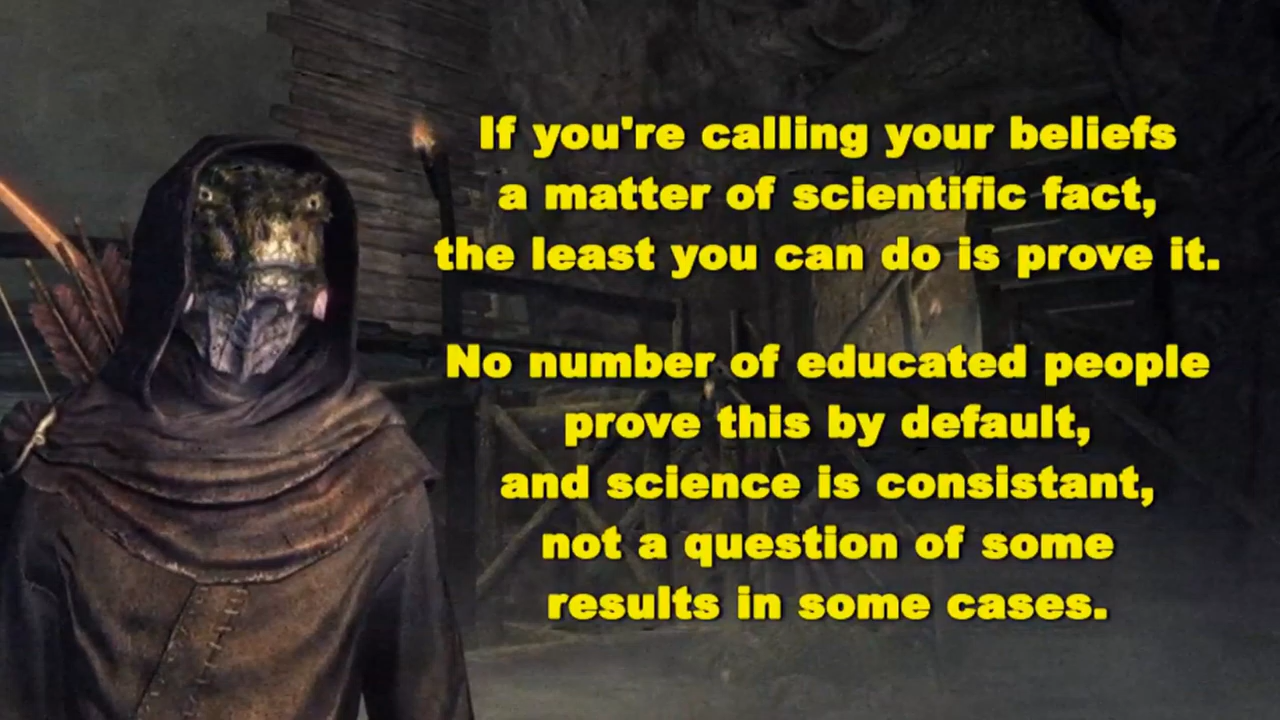 If you're calling your beliefs
a matter of scientific fact,
the least you can do is prove it.
No number of educated people
prove this by default,
and science is consistant,
not a question of some
results in some cases.